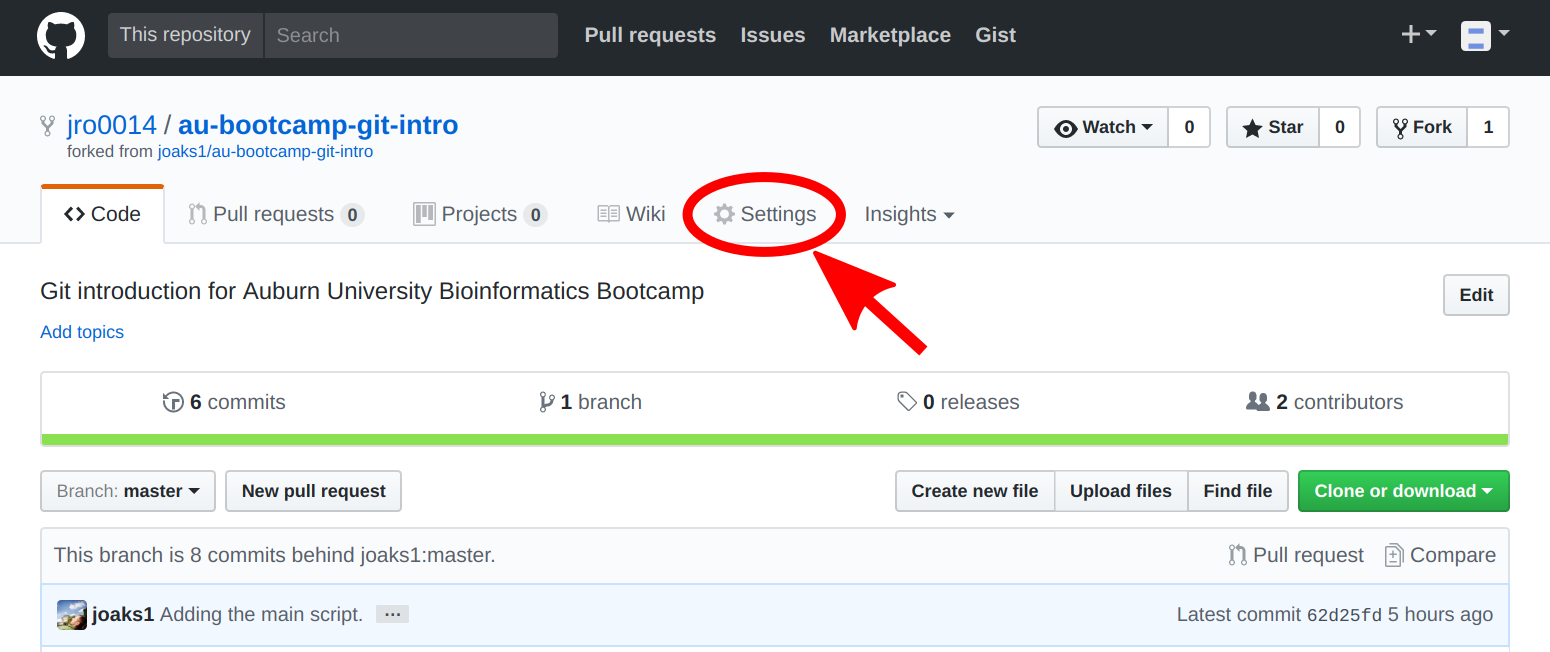 This repository Search Pull requests Issues Marketplace Gist
jro0014 / au-bootcamp-git-intro Watch 0 Star 0 Fork 1
forked from joaks1/au-bootcamp-git-intro
Code Pull requests 0 Projects 0 Wiki Settings Insights
Git introduction for Auburn University Bioinformatics Bootcamp Edit
Add topics
6 commits 1 branch 0 releases 2 contributors
Branch: master New pull request Create new file Upload files Find file Clone or download
This branch is 8 commits behind joaks1:master. Pull request Compare
joaks1 Adding the main script. ... Latest commit 62d25fd 5 hours ago